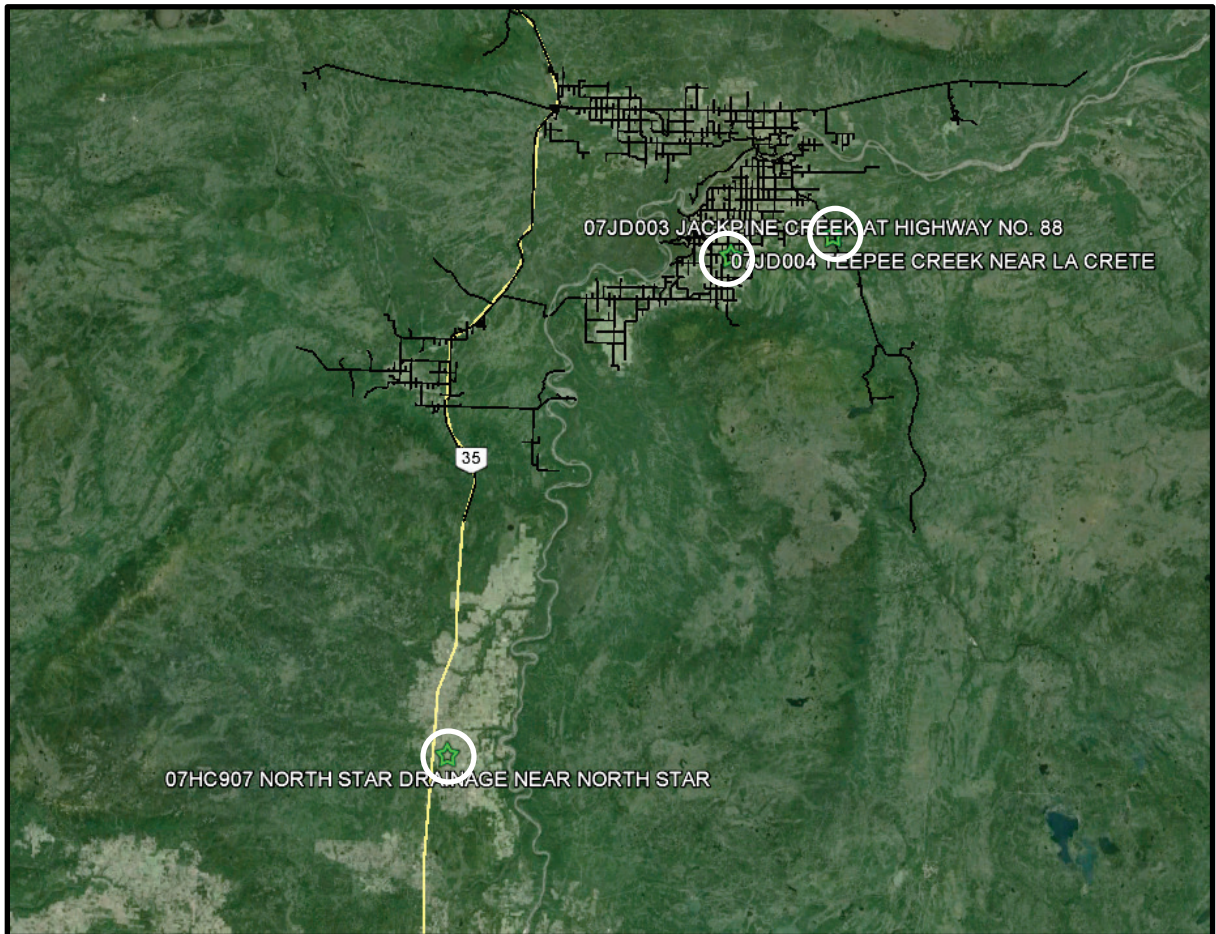 07JD003 JACKPINE CREEK AT HIGHWAY NO. 88
07JD004 TEEPEE CREEK NEAR LA CRETE
35
07HC907 NORTH STAR DRAINAGE NEAR NORTH STAR